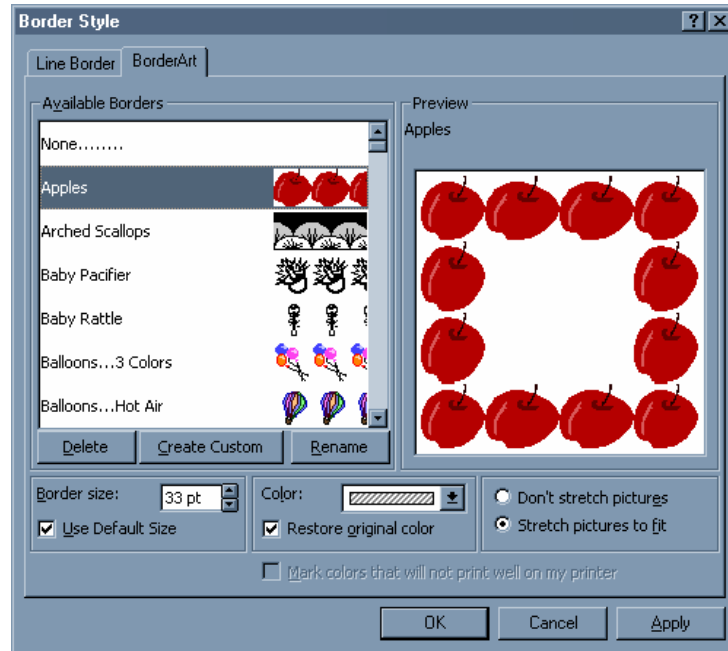 Border Style
Line Border
BorderArt
Available Borders
None........
Apples
Arched Scallops
Baby Pacifier
Baby Rattle
Balloons...3 Colors
Balloons...Hot Air
Delete
Create Custom
Rename
Preview
Apples
Border size:
33 pt
Use Default Size
Color:
Restore original color
Don't stretch pictures
Stretch pictures to fit
Mark colors that will not print well on my printer
OK
Cancel
Apply